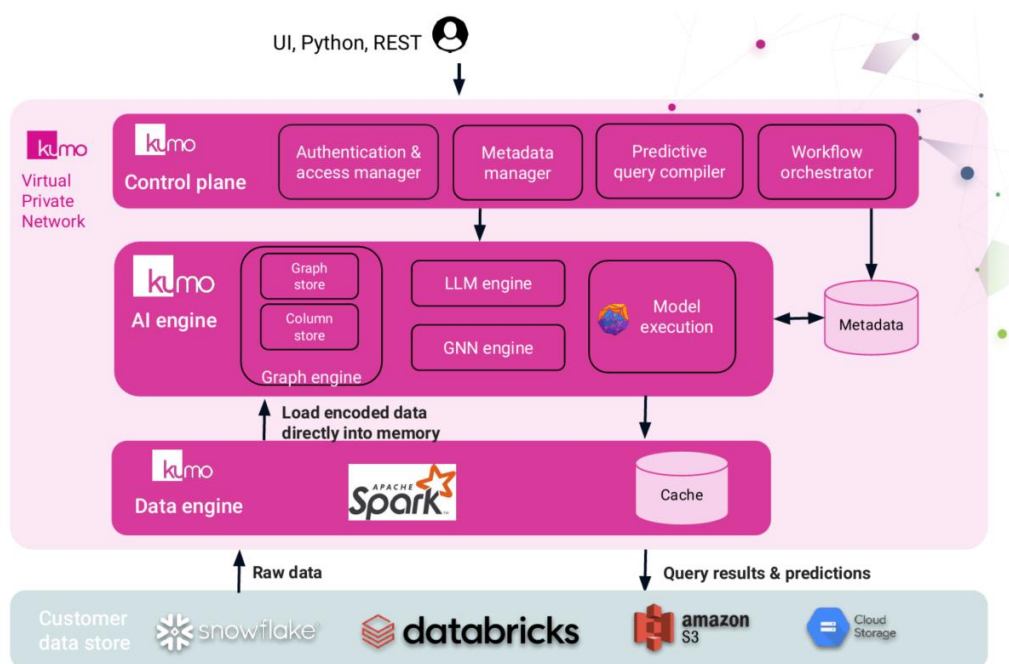 UI, Python, REST
kumo
Virtual
Private
Network
kumo
Control plane
Authentication &
access manager
Metadata
manager
Predictive
query compiler
Workflow
orchestrator
kumo
AI engine
Graph
store
Column
store
Graph engine
LLM engine
GNN engine
Model
execution
Metadata
Load encoded data
directly into memory
kumo
Data engine
APACHE
Spark
Cache
Raw data
Query results & predictions
Customer
data store
snowflake
databricks
amazon
S3
Cloud
Storage